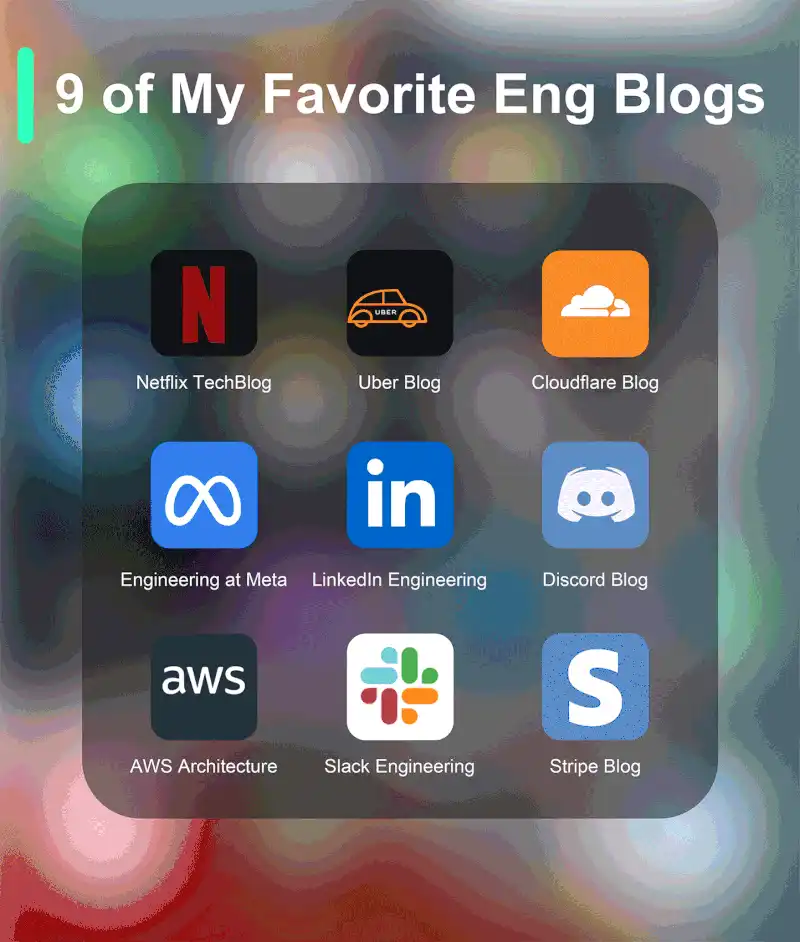 9 of My Favorite Eng Blogs
N
UBER
Netflix TechBlog
Uber Blog
Cloudflare Blog
in
Engineering at Meta
LinkedIn Engineering
Discord Blog
aws
S
AWS Architecture
Slack Engineering
Stripe Blog